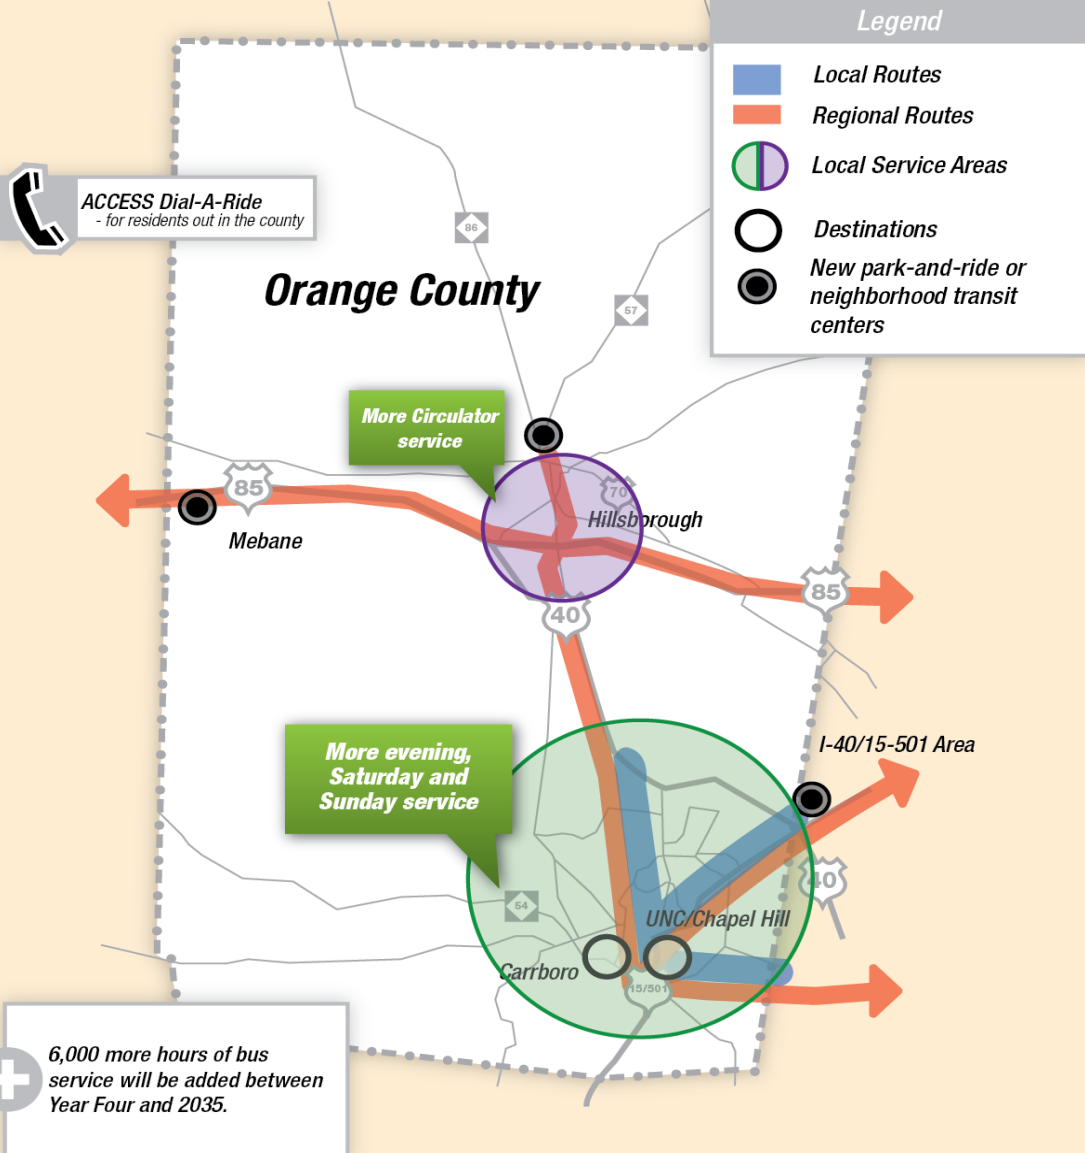 Legend
Local Routes
Regional Routes
Local Service Areas
Destinations
New park-and-ride or
neighborhood transit
centers
ACCESS Dial-A-Ride
- for residents out in the county
86
Orange County
57
More Circulator
service
85
70
Hillsborough
Mebane
85
40
I-40/15-501 Area
More evening,
Saturday and
Sunday service
40
54
UNC/Chapel Hill
Carrboro
15/501
6,000 more hours of bus
service will be added between
Year Four and 2035.